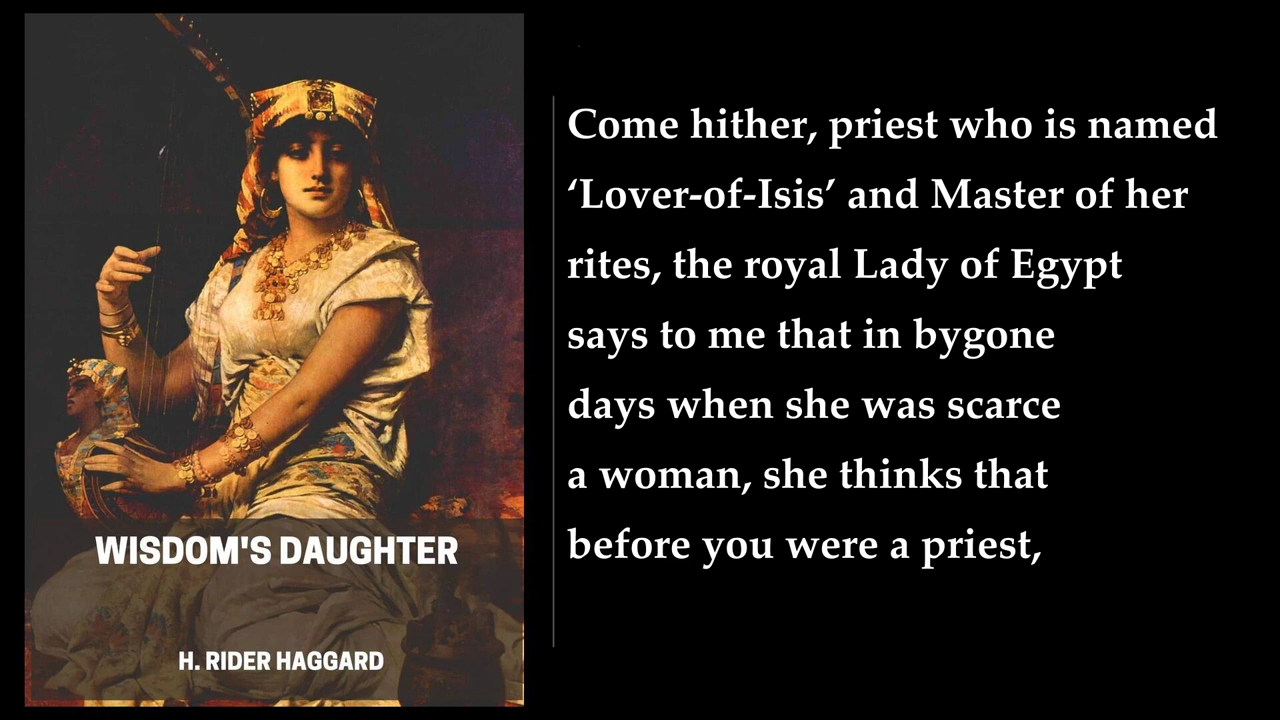 WISDOM'S DAUGHTER
H. RIDER HAGGARD
Come hither, priest who is named
‘Lover-of-Isis’ and Master of her
rites, the royal Lady of Egypt
says to me that in bygone
days when she was scarce
a woman, she thinks that
before you were a priest,